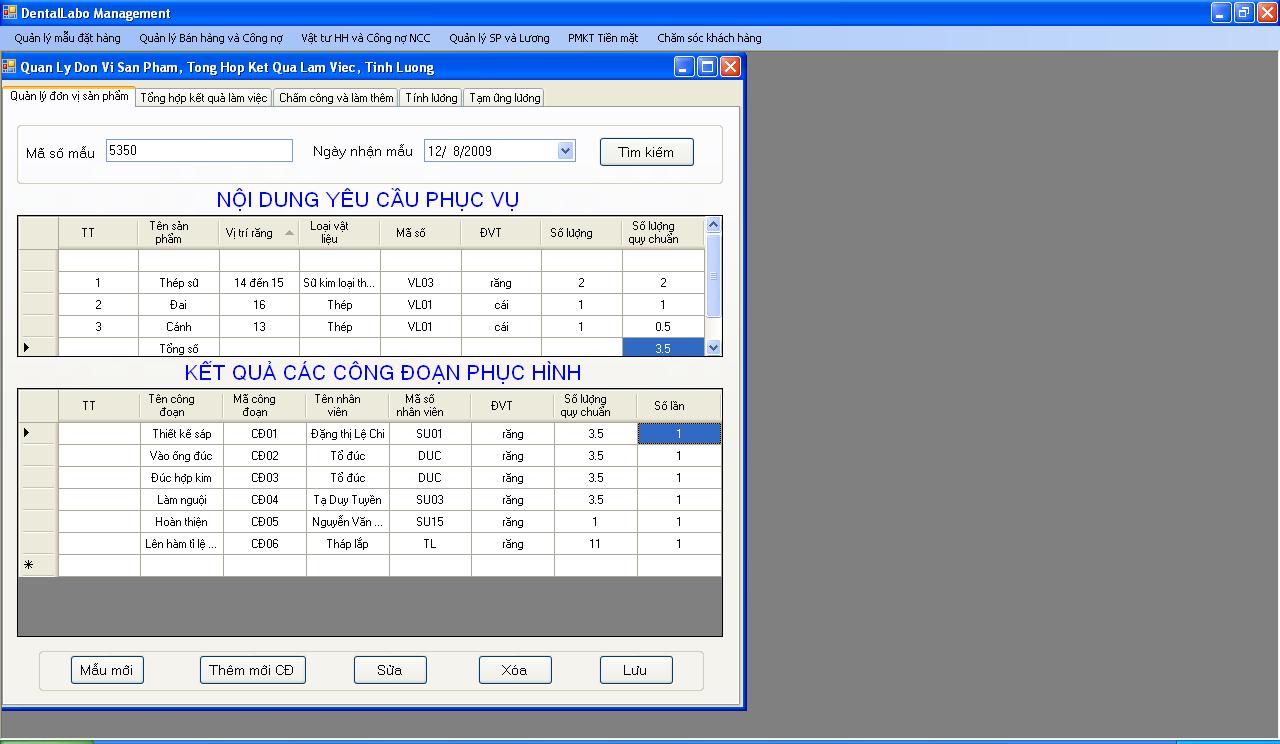 DentalLabo Management
Quản lý mẫu đặt hàng Quản lý Bán hàng và Công nợ Vật tư HH và Công nợ NCC Quản lý SP và Lương PMKT Tiền mặt Chăm sóc khách hàng
Quan Ly Don Vi San Pham, Tong Hop Ket Qua Lam Viec, Tinh Luong
Quản lý đơn vị sản phẩm Tổng hợp kết quả làm việc Chấm công và làm thêm Tính lương Tạm ứng lương
Mã số mẫu 5350 Ngày nhận mẫu 12/ 8/2009 Tìm kiếm
NỘI DUNG YÊU CẦU PHỤC VỤ
TT Tên sản phẩm Vị trí răng Loại vật liệu Mã số ĐVT Số lượng Số lượng quy chuẩn
1 Thép sứ 14 đến 15 Sứ kim loại th... VL03 răng 2 2
2 Đai 16 Thép VL01 cái 1 1
3 Cánh 13 Thép VL01 cái 1 0.5
Tổng số 3.5
KẾT QUẢ CÁC CÔNG ĐOẠN PHỤC HÌNH
TT Tên công đoạn Mã công đoạn Tên nhân viên Mã số nhân viên ĐVT Số lượng quy chuẩn Số lần
Thiết kế sáp CĐ01 Đặng thị Lệ Chi SU01 răng 3.5 1
Vào ống đúc CĐ02 Tổ đúc DUC răng 3.5 1
Đúc hợp kim CĐ03 Tổ đúc DUC răng 3.5 1
Làm nguội CĐ04 Tạ Duy Tuyền SU03 răng 3.5 1
Hoàn thiện CĐ05 Nguyễn Văn ... SU15 răng 1 1
Lên hàm tỉ lệ ... CĐ06 Tháp lắp TL răng 11 1
Mẫu mới Thêm mới CĐ Sửa Xóa Lưu